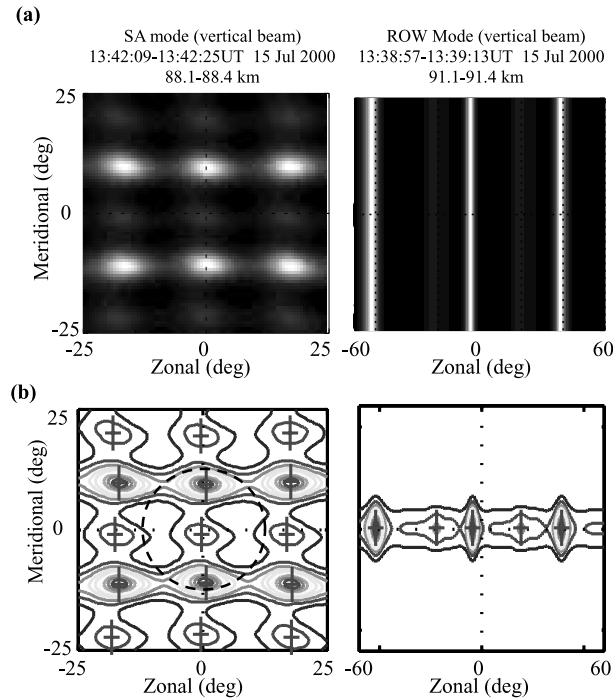 (a)
SA mode (vertical beam)
13:42:09-13:42:25UT 15 Jul 2000
88.1-88.4 km
ROW Mode (vertical beam)
13:38:57-13:39:13UT 15 Jul 2000
91.1-91.4 km
25
0
-25
Meridional (deg)
-25
0
25
Zonal (deg)
-60
0
60
Zonal (deg)
(b)
25
0
-25
Meridional (deg)
-25
0
25
Zonal (deg)
-60
0
60
Zonal (deg)